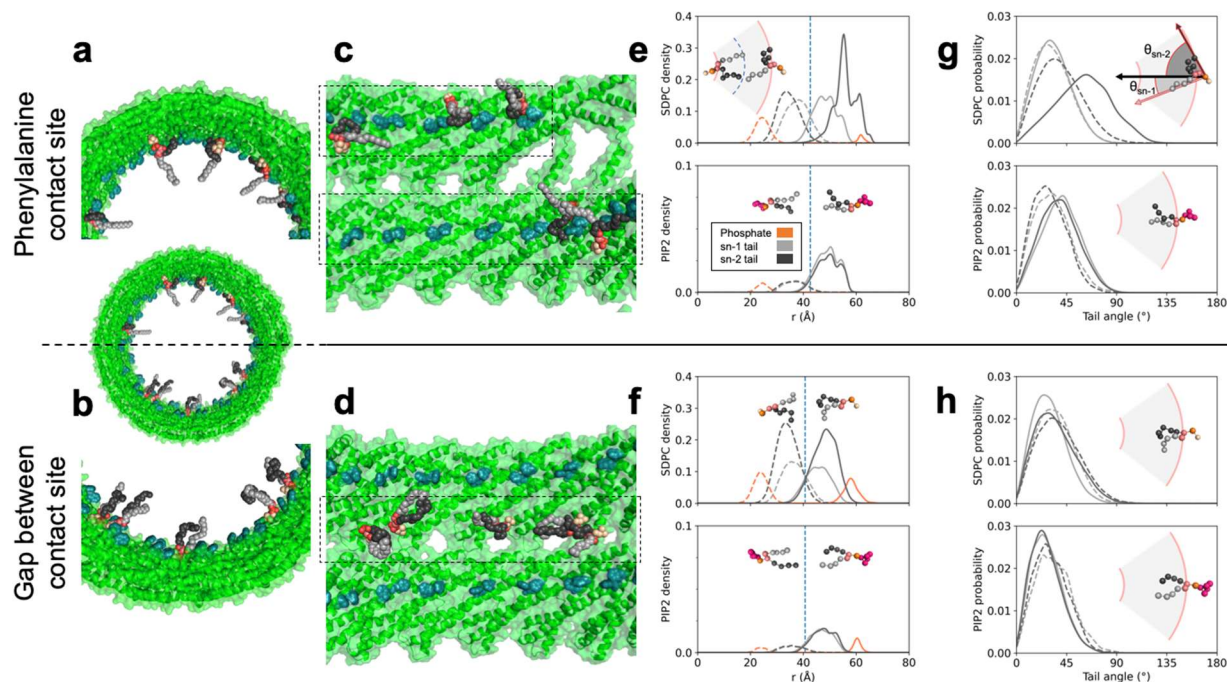 a
c
e
g
Phenylalanine
contact site
SDPC density
0.4
0.3
0.2
0.1
0.0
SDPC probability
0.03
0.02
0.01
0.00
θsn-2
θsn-1
PIP2 density
0.1
0.0
Phosphate
sn-1 tail
sn-2 tail
0 20 40 60 80
r (Å)
PIP2 probability
0.03
0.02
0.01
0.00
0 45 90 135 180
Tail angle (°)
b
d
f
h
Gap between
contact site
SDPC density
0.4
0.3
0.2
0.1
0.0
SDPC probability
0.03
0.02
0.01
0.00
PIP2 density
0.1
0.0
0 20 40 60 80
r (Å)
PIP2 probability
0.03
0.02
0.01
0.00
0 45 90 135 180
Tail angle (°)